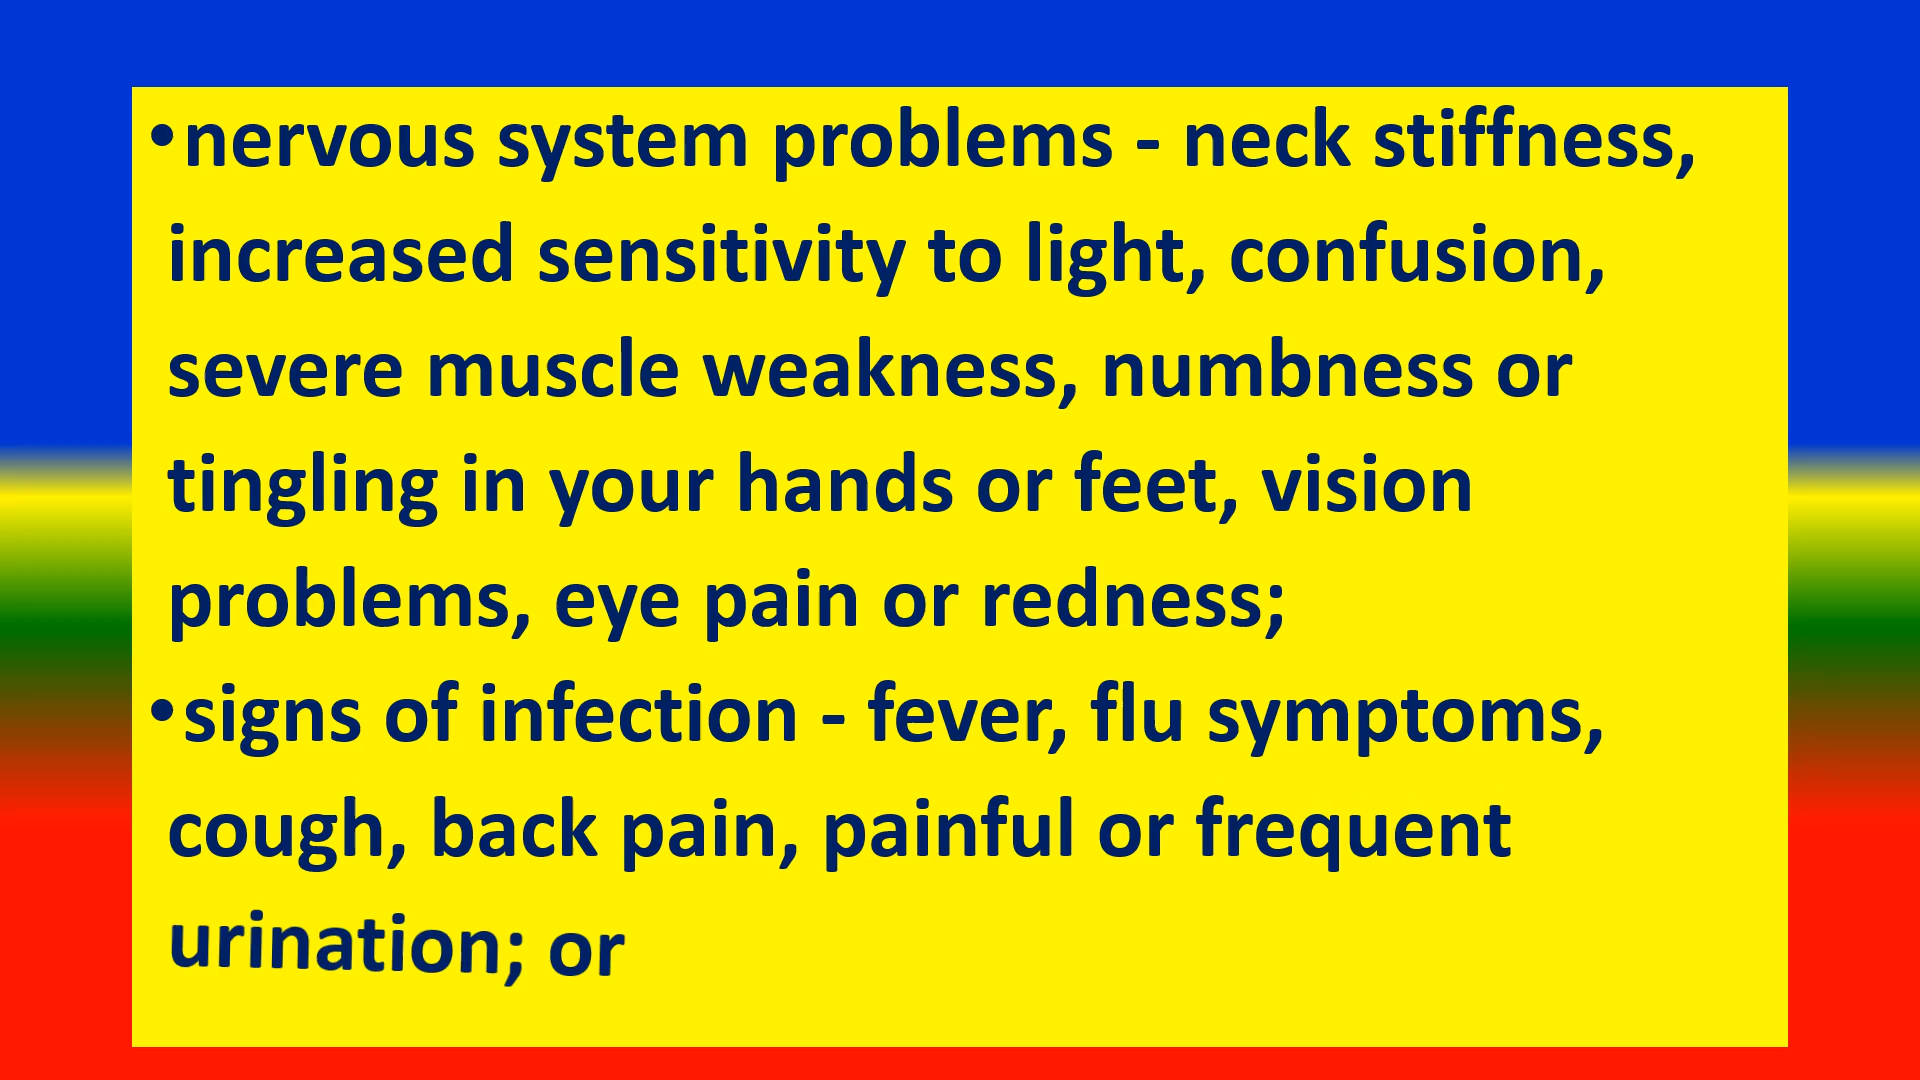 •nervous system problems - neck stiffness,
increased sensitivity to light, confusion,
severe muscle weakness, numbness or
tingling in your hands or feet, vision
problems, eye pain or redness;
•signs of infection - fever, flu symptoms,
cough, back pain, painful or frequent
urination; or